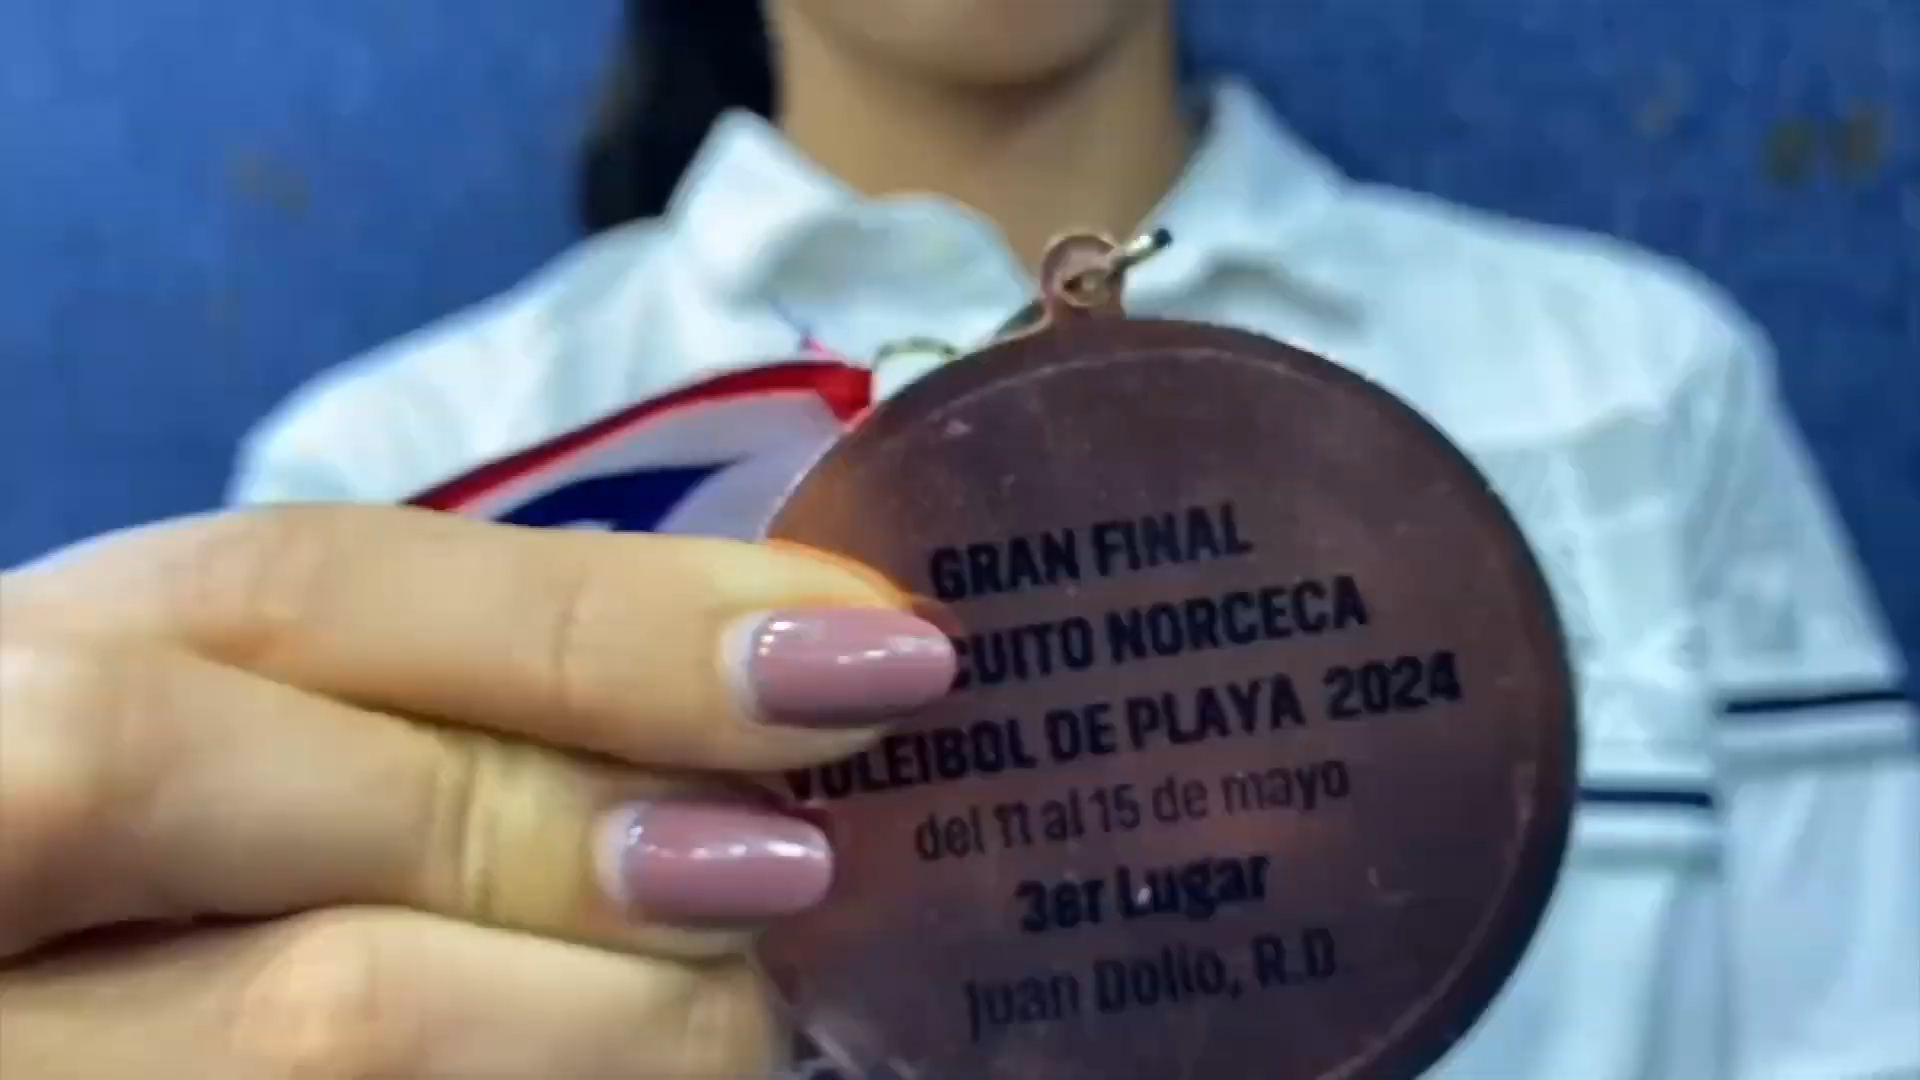 GRAN FINAL
CUITO NORCECA
VOLEIBOL DE PLAYA 2024
del 11 al 15 de mayo
3er Lugar
Juan Dolio, R.D